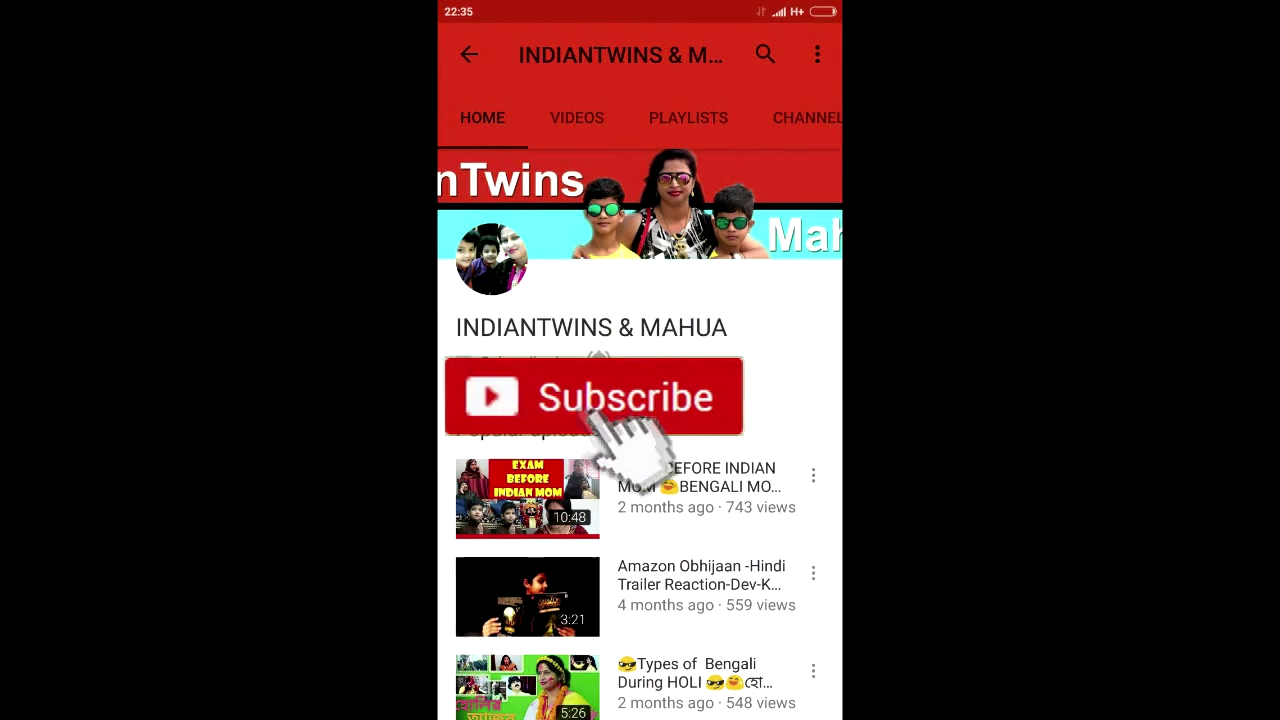 22:35 H+
INDIANTWINS & M...
HOME VIDEOS PLAYLISTS CHANNEL
nTwins
Mah
INDIANTWINS & MAHUA
Subscribe
EXAM
BEFORE
INDIAN MOM
10:48
EFORE INDIAN
MOM 😄BENGALI MO...
2 months ago · 743 views
Amazon Obhijaan -Hindi
Trailer Reaction-Dev-K...
3:21
4 months ago · 559 views
😎Types of Bengali
During HOLI 😎😄হো...
5:26
2 months ago · 548 views